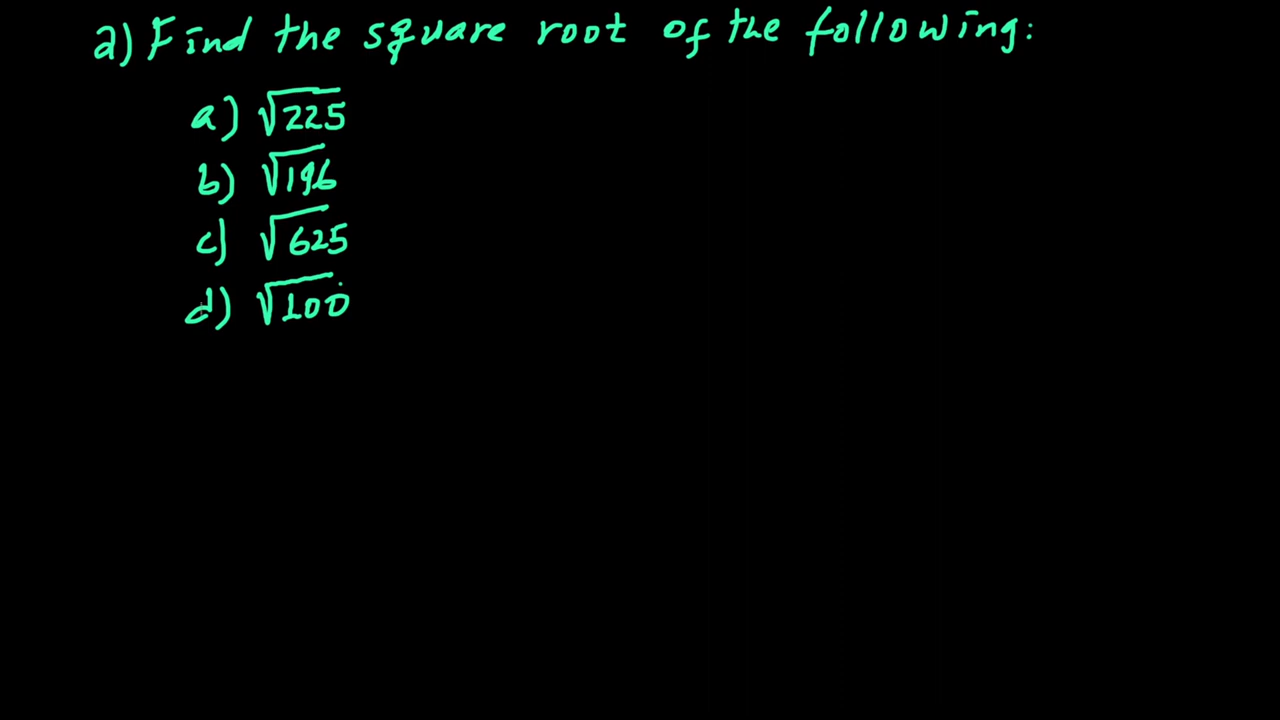 a) Find the square root of the following:
a) √225
b) √196
c) √625
d) √100